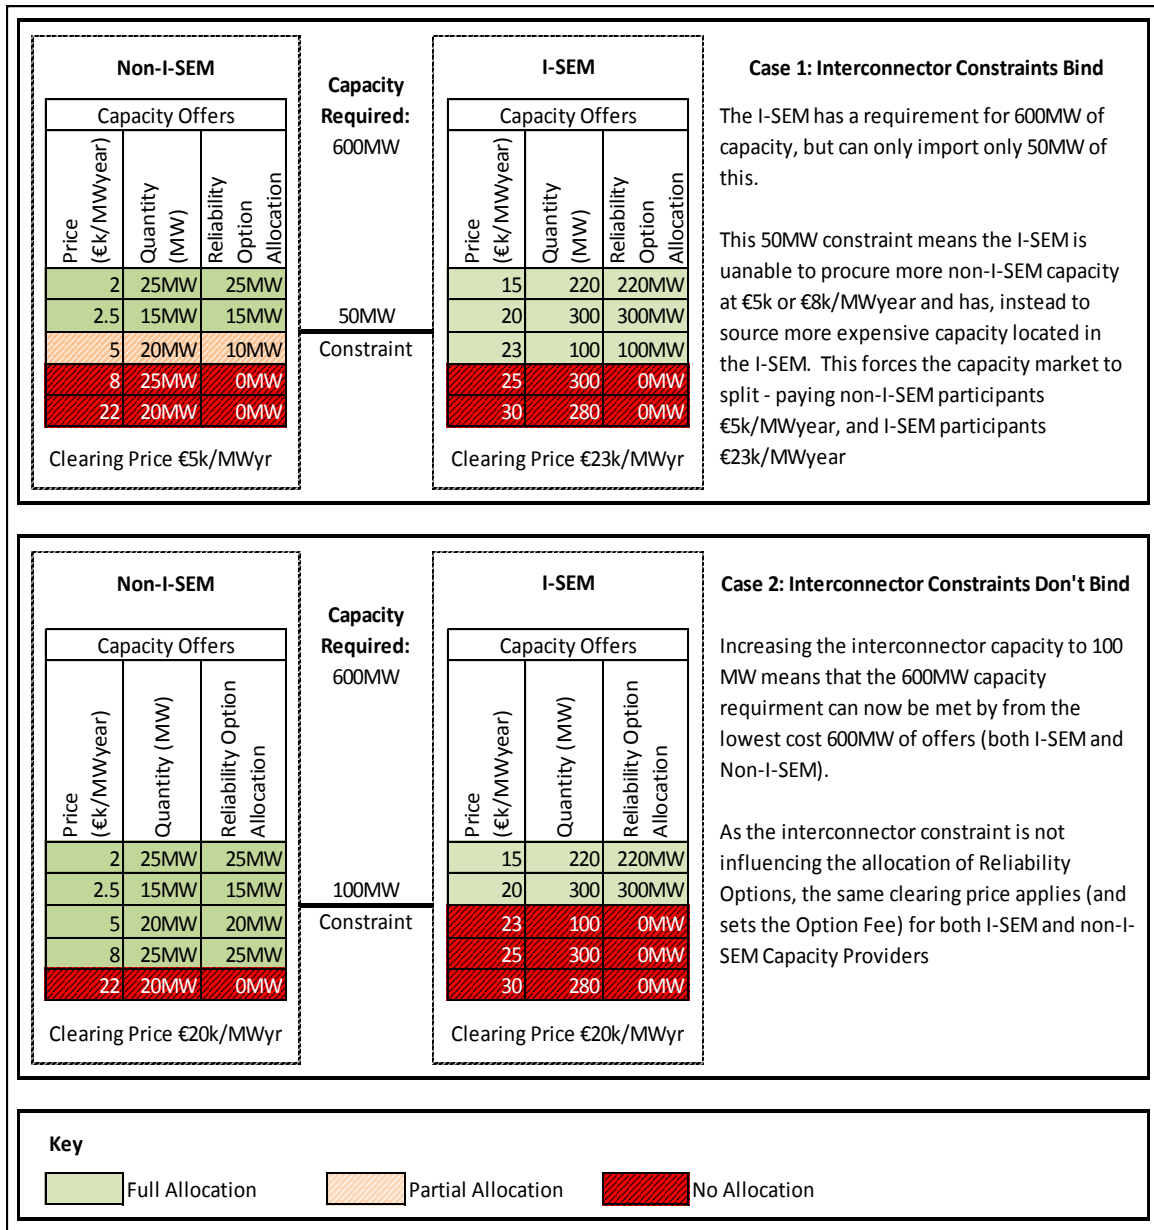 Non-I-SEM
Capacity Offers
Price (€k/MWyear)
Quantity (MW)
Reliability Option Allocation
2 25MW 25MW
2.5 15MW 15MW
5 20MW 10MW
8 25MW 0MW
22 20MW 0MW
Clearing Price €5k/MWyr
Capacity
Required:
600MW
50MW
Constraint
I-SEM
Capacity Offers
Price (€k/MWyear)
Quantity (MW)
Reliability Option Allocation
15 220 220MW
20 300 300MW
23 100 100MW
25 300 0MW
30 280 0MW
Clearing Price €23k/MWyr
Case 1: Interconnector Constraints Bind
The I-SEM has a requirement for 600MW of
capacity, but can only import only 50MW of
this.
This 50MW constraint means the I-SEM is
uanable to procure more non-I-SEM capacity
at €5k or €8k/MWyear and has, instead to
source more expensive capacity located in
the I-SEM. This forces the capacity market to
split - paying non-I-SEM participants
€5k/MWyear, and I-SEM participants
€23k/MWyear
Non-I-SEM
Capacity Offers
Price (€k/MWyear)
Quantity (MW)
Reliability Option Allocation
2 25MW 25MW
2.5 15MW 15MW
5 20MW 20MW
8 25MW 25MW
22 20MW 0MW
Clearing Price €20k/MWyr
Capacity
Required:
600MW
100MW
Constraint
I-SEM
Capacity Offers
Price (€k/MWyear)
Quantity (MW)
Reliability Option Allocation
15 220 220MW
20 300 300MW
23 100 0MW
25 300 0MW
30 280 0MW
Clearing Price €20k/MWyr
Case 2: Interconnector Constraints Don't Bind
Increasing the interconnector capacity to 100
MW means that the 600MW capacity
requirment can now be met by from the
lowest cost 600MW of offers (both I-SEM and
Non-I-SEM).
As the interconnector constraint is not
influencing the allocation of Reliability
Options, the same clearing price applies (and
sets the Option Fee) for both I-SEM and non-I-
SEM Capacity Providers
Key
Full Allocation
Partial Allocation
No Allocation